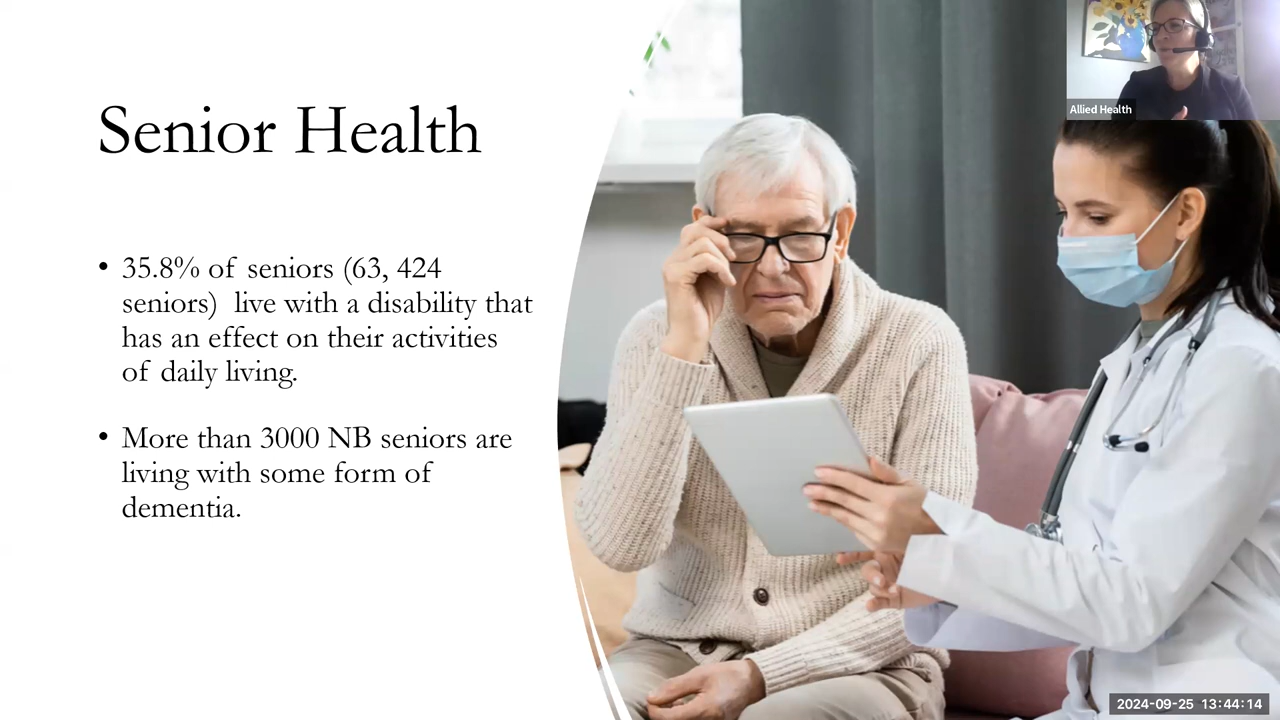 Senior Health
• 35.8% of seniors (63, 424
seniors) live with a disability that
has an effect on their activities
of daily living.
• More than 3000 NB seniors are
living with some form of
dementia.
Allied Health
2024-09-25 13:44:14